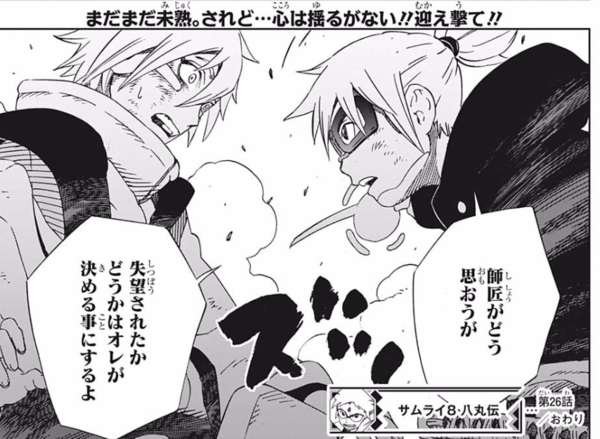 まだまだ未熟。されど…心は揺るがない!!迎え撃て!!
師匠がどう
思おうが
失望されたか
どうかはオレが
決める事にするよ
ズズ
サムライ8・八丸伝
第26話
…/おわり